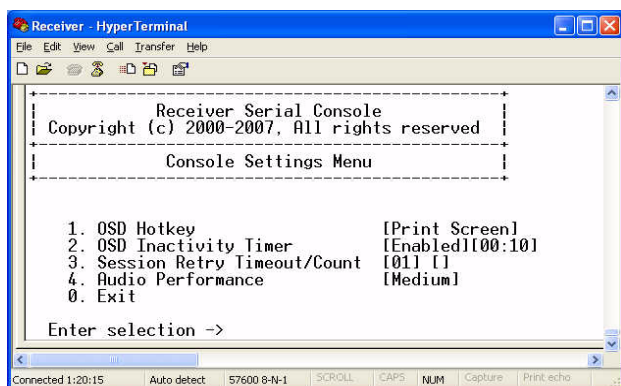 Receiver - HyperTerminal
File Edit View Call Transfer Help
Receiver Serial Console
Copyright (c) 2000-2007, All rights reserved
Console Settings Menu
1. OSD Hotkey [Print Screen]
2. OSD Inactivity Timer [Enabled][00:10]
3. Session Retry Timeout/Count [01] []
4. Audio Performance [Medium]
0. Exit
Enter selection ->
Connected 1:20:15 Auto detect 57600 8-N-1 SCROLL CAPS NUM Capture Print echo